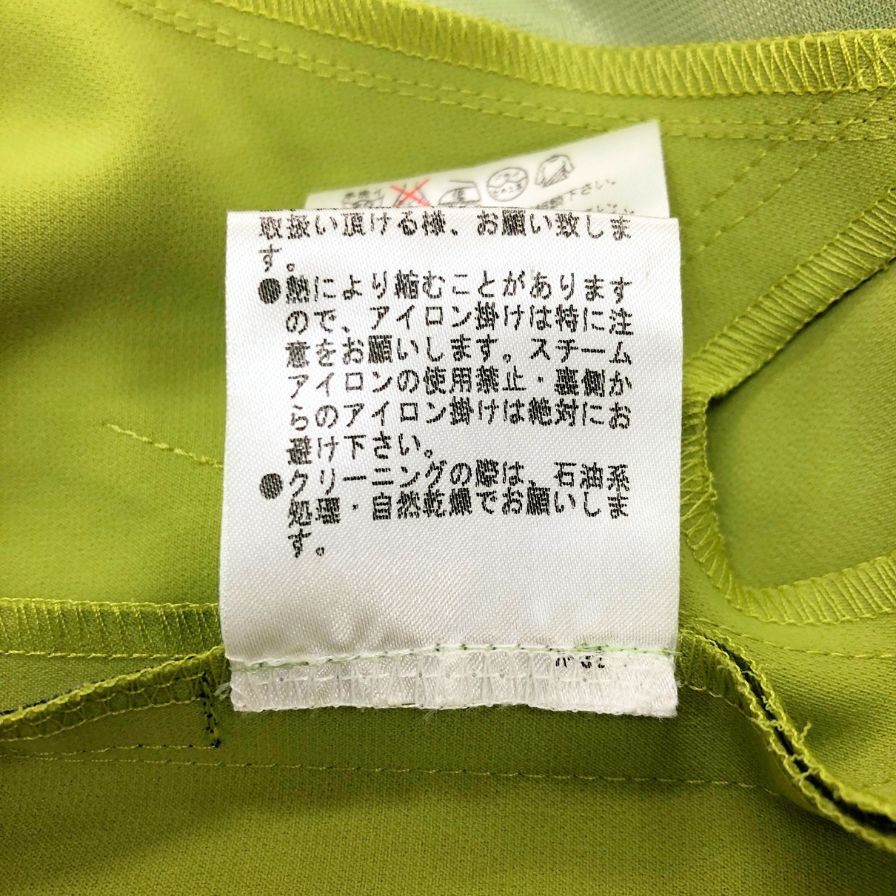 取扱い頂ける様、お願い致しま
す。
●熱により縮むことがあります
ので、アイロン掛けは特に注
意をお願いします。スチーム
アイロンの使用禁止・裏側か
らのアイロン掛けは絶対にお
避け下さい。
●クリーニングの際は、石油系
処理・自然乾燥でお願いしま
す。